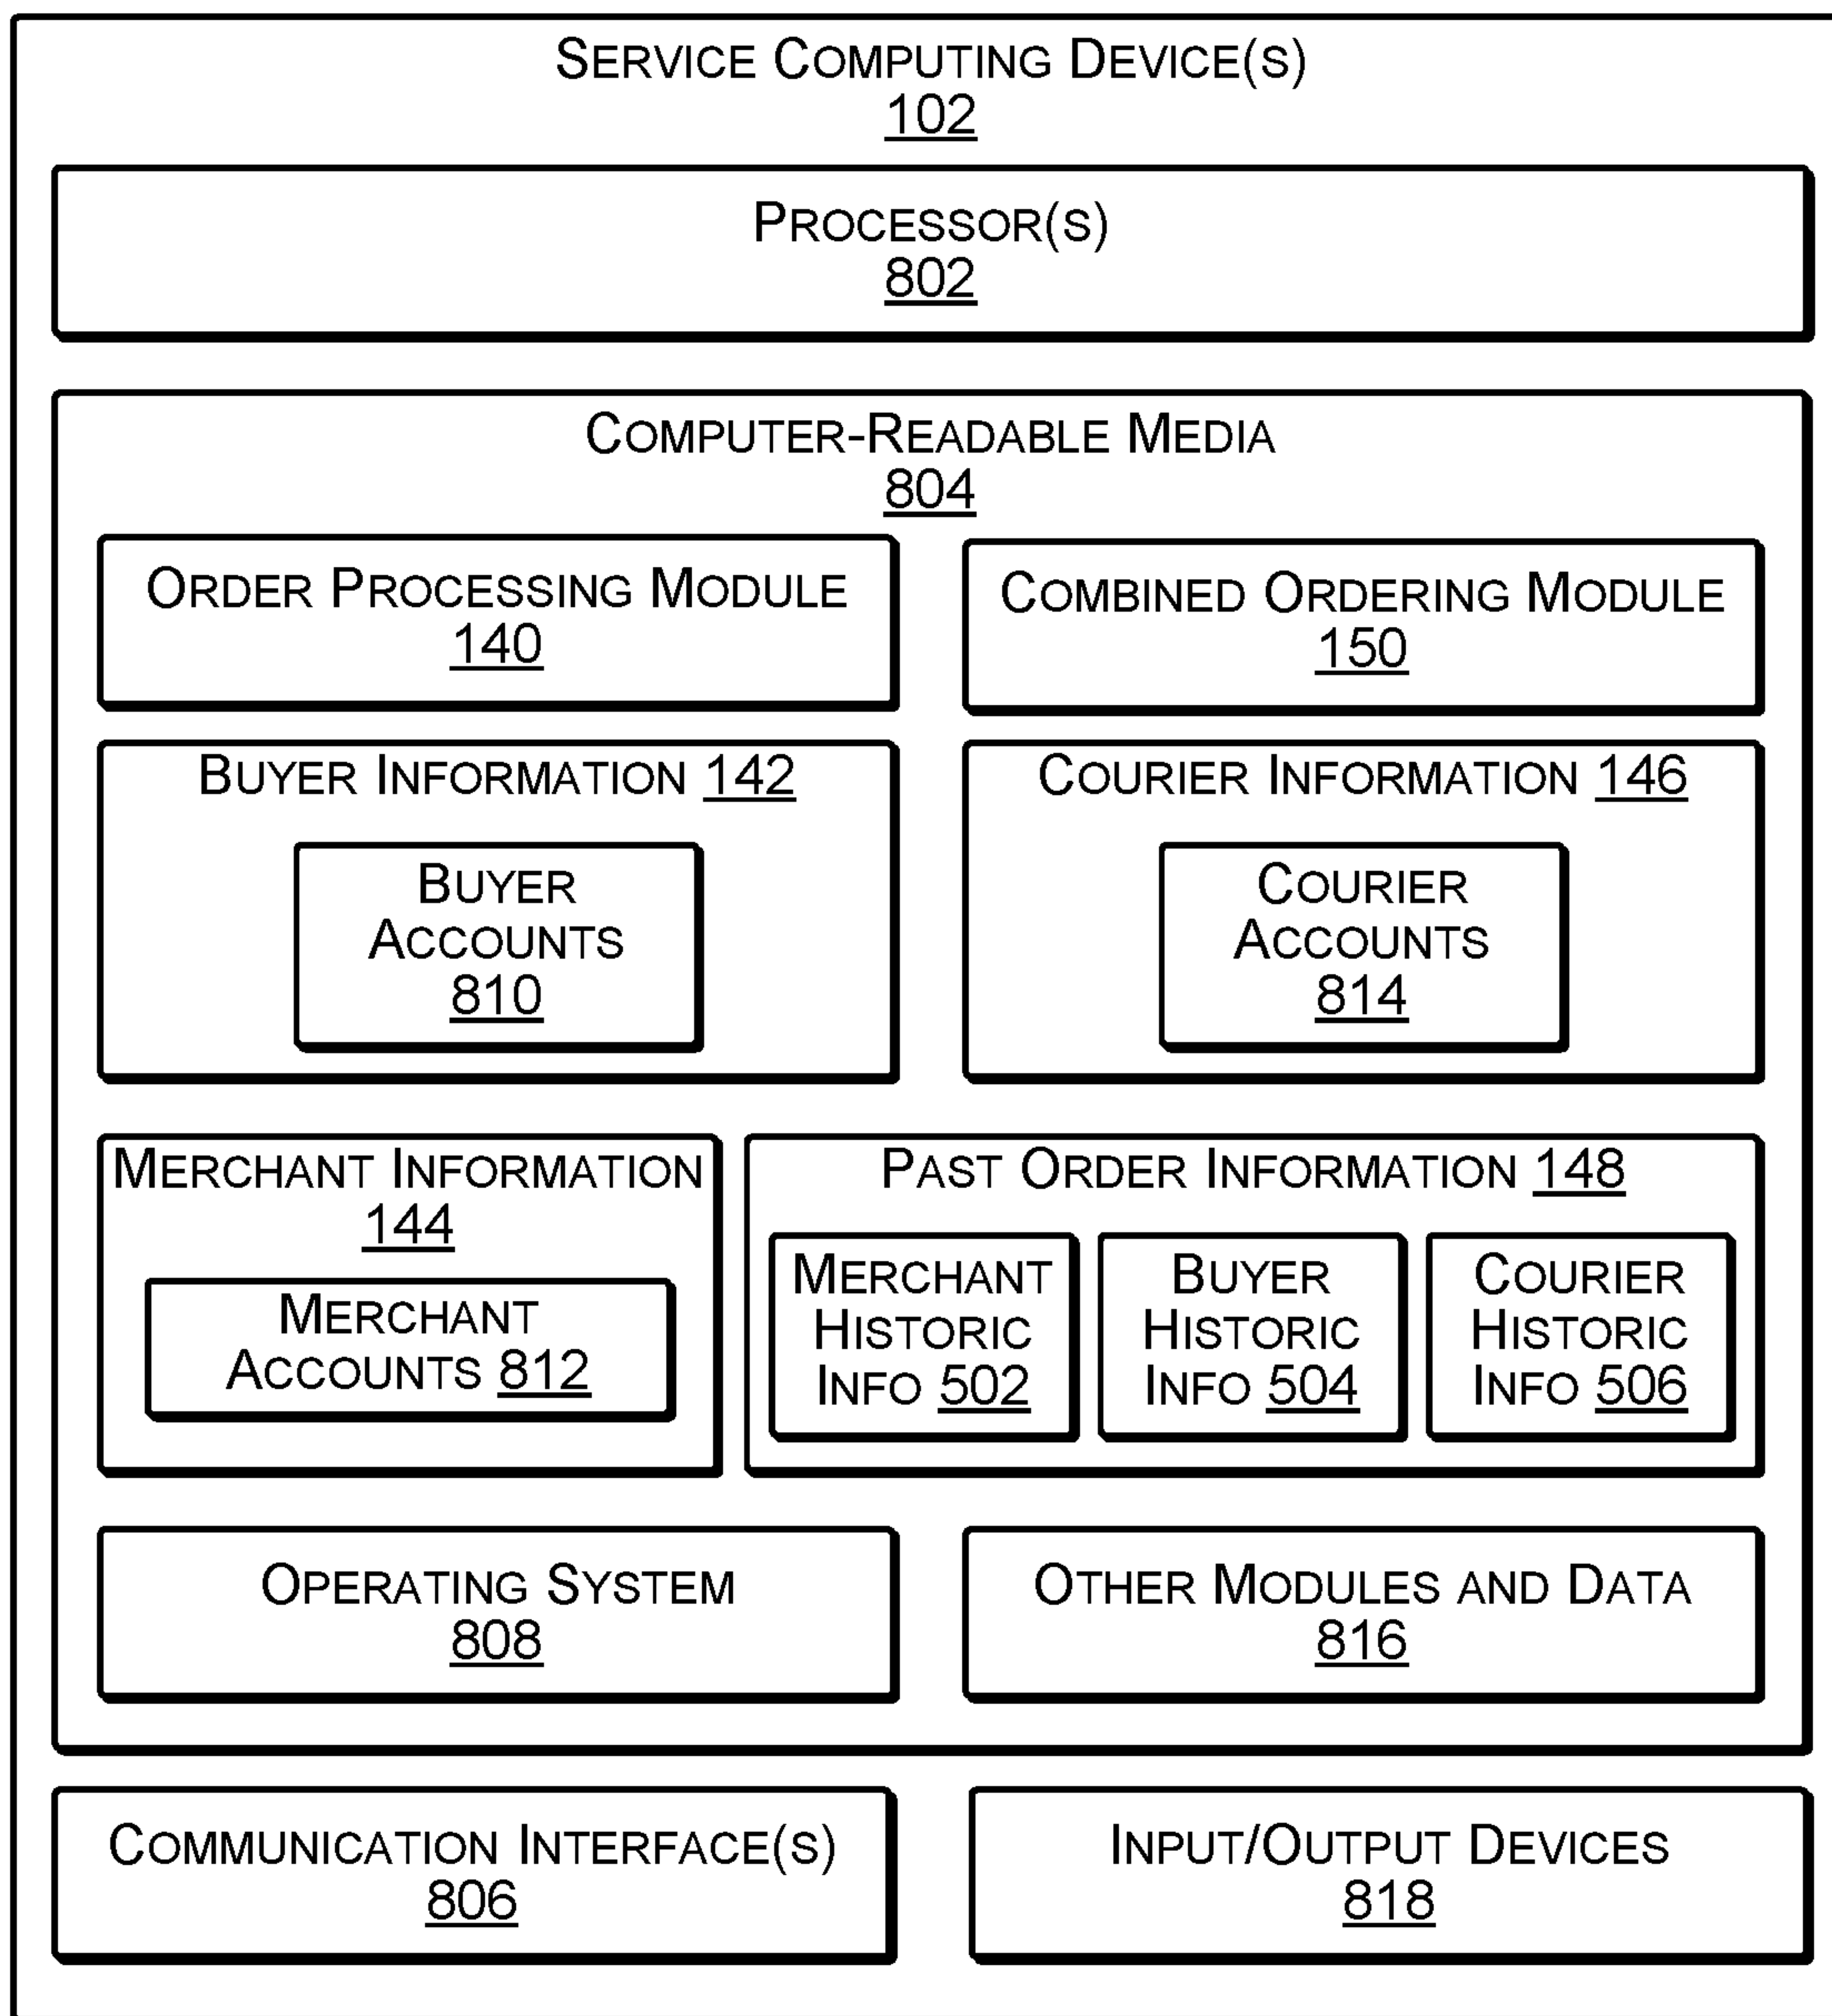 SERVICE COMPUTING DEVICE(S)
102
PROCESSOR(S)
802
COMPUTER-READABLE MEDIA
804
ORDER PROCESSING MODULE
140
COMBINED ORDERING MODULE
150
BUYER INFORMATION 142
BUYER
ACCOUNTS
810
COURIER INFORMATION 146
COURIER
ACCOUNTS
814
MERCHANT INFORMATION
144
MERCHANT
ACCOUNTS 812
PAST ORDER INFORMATION 148
MERCHANT
HISTORIC
INFO 502
BUYER
HISTORIC
INFO 504
COURIER
HISTORIC
INFO 506
OPERATING SYSTEM
808
OTHER MODULES AND DATA
816
COMMUNICATION INTERFACE(S)
806
INPUT/OUTPUT DEVICES
818